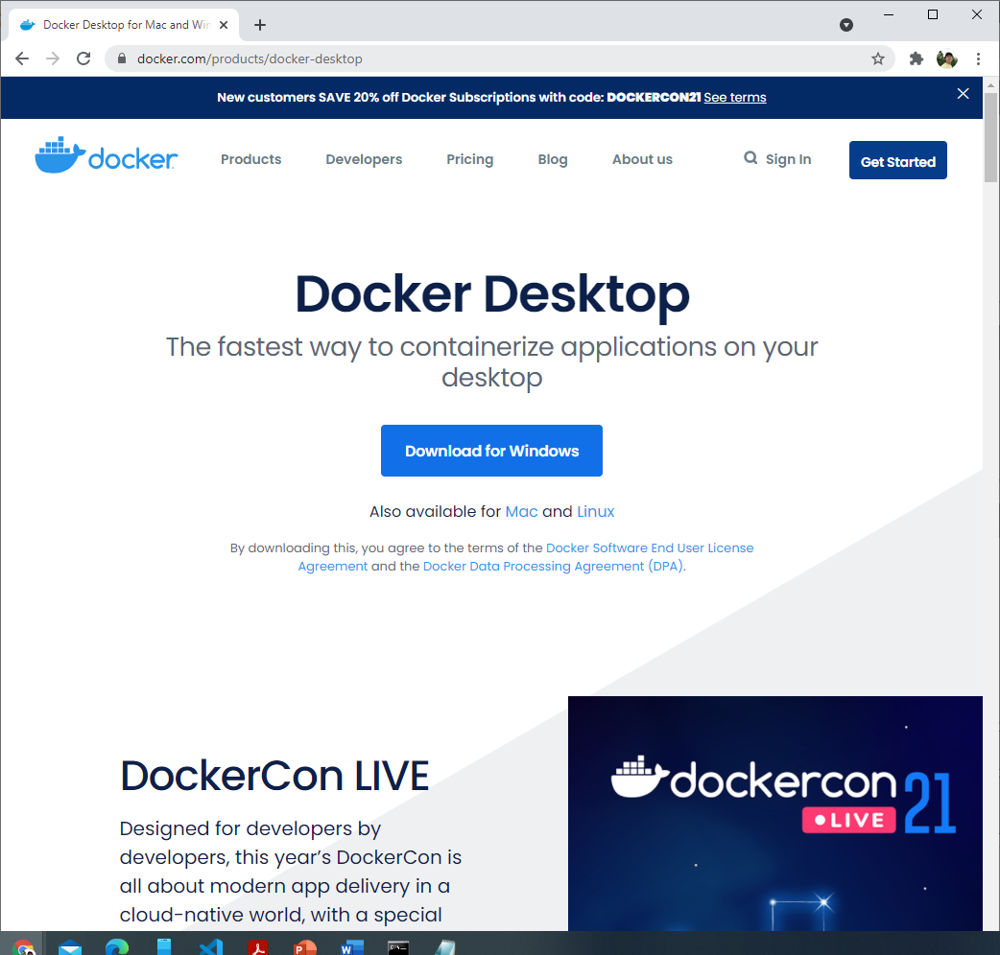 Docker Desktop for Mac and Win
docker.com/products/docker-desktop
New customers SAVE 20% off Docker Subscriptions with code: DOCKERCON21 See terms
docker
Products Developers Pricing Blog About us Sign In Get Started
Docker Desktop
The fastest way to containerize applications on your
desktop
Download for Windows
Also available for Mac and Linux
By downloading this, you agree to the terms of the Docker Software End User License
Agreement and the Docker Data Processing Agreement (DPA).
DockerCon LIVE
Designed for developers by
developers, this year’s DockerCon is
all about modern app delivery in a
cloud-native world, with a special
dockercon 21
LIVE